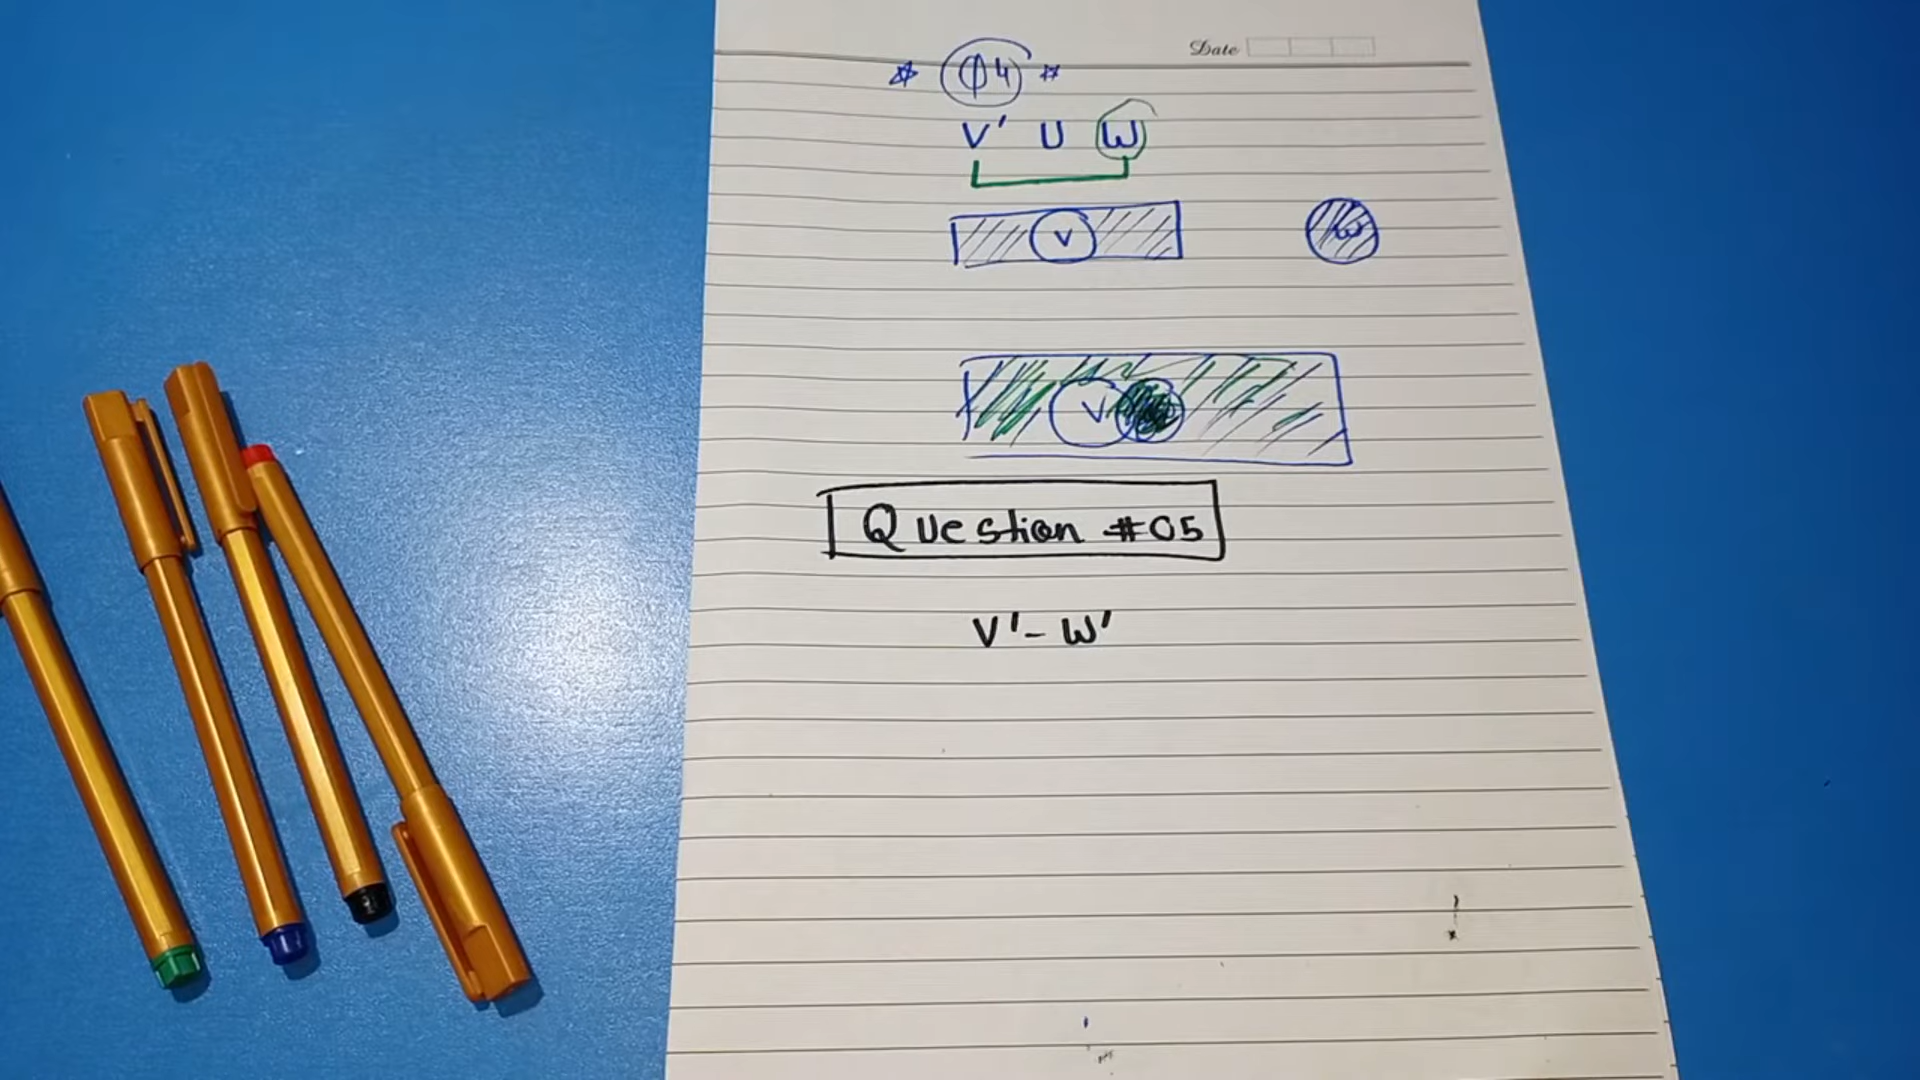 Date
* Q4 *
V' U W
V W
V
Question #05
V' - W'